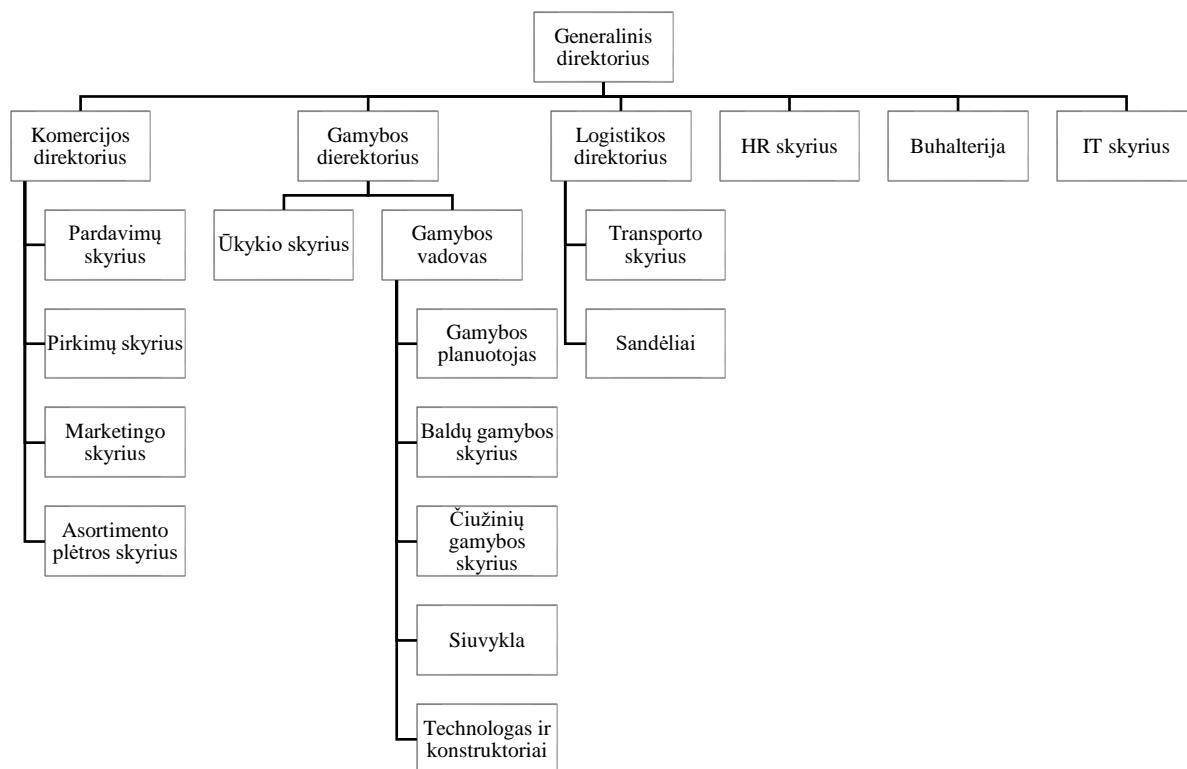 Generalinis
direktorius
Komercijos
direktorius
Gamybos
dierektorius
Logistikos
direktorius
HR skyrius
Buhalterija
IT skyrius
Pardavimų
skyrius
Ūkykio skyrius
Gamybos
vadovas
Transporto
skyrius
Pirkimų skyrius
Gamybos
planuotojas
Sandėliai
Marketingo
skyrius
Baldų gamybos
skyrius
Asortimento
plėtros skyrius
Čiužinių
gamybos
skyrius
Siuvykla
Technologas ir
konstruktoriai